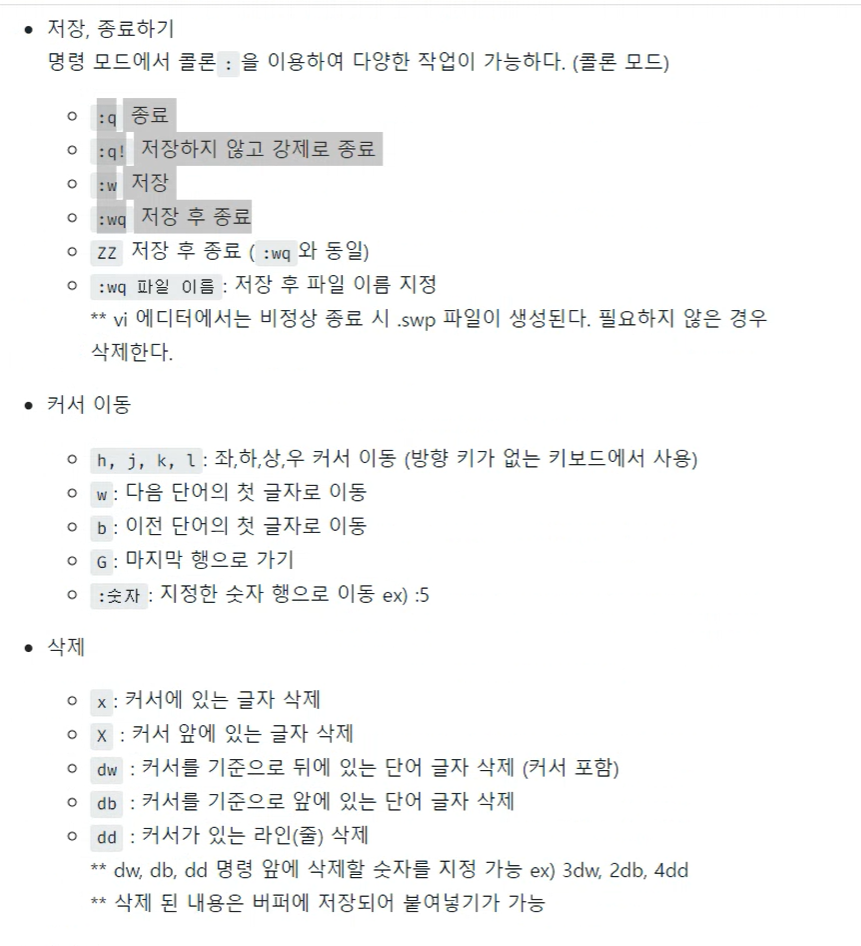 저장, 종료하기
명령 모드에서 콜론 : 을 이용하여 다양한 작업이 가능하다. (콜론 모드)
:q 종료
:q! 저장하지 않고 강제로 종료
:w 저장
:wq 저장 후 종료
ZZ 저장 후 종료 ( :wq 와 동일)
:wq 파일 이름 : 저장 후 파일 이름 지정
** vi 에디터에서는 비정상 종료 시 .swp 파일이 생성된다. 필요하지 않은 경우
삭제한다.
커서 이동
h, j, k, l : 좌,하,상,우 커서 이동 (방향 키가 없는 키보드에서 사용)
w : 다음 단어의 첫 글자로 이동
b : 이전 단어의 첫 글자로 이동
G : 마지막 행으로 가기
:숫자 : 지정한 숫자 행으로 이동 ex) :5
삭제
x : 커서에 있는 글자 삭제
X : 커서 앞에 있는 글자 삭제
dw : 커서를 기준으로 뒤에 있는 단어 글자 삭제 (커서 포함)
db : 커서를 기준으로 앞에 있는 단어 글자 삭제
dd : 커서가 있는 라인(줄) 삭제
** dw, db, dd 명령 앞에 삭제할 숫자를 지정 가능 ex) 3dw, 2db, 4dd
** 삭제 된 내용은 버퍼에 저장되어 붙여넣기가 가능